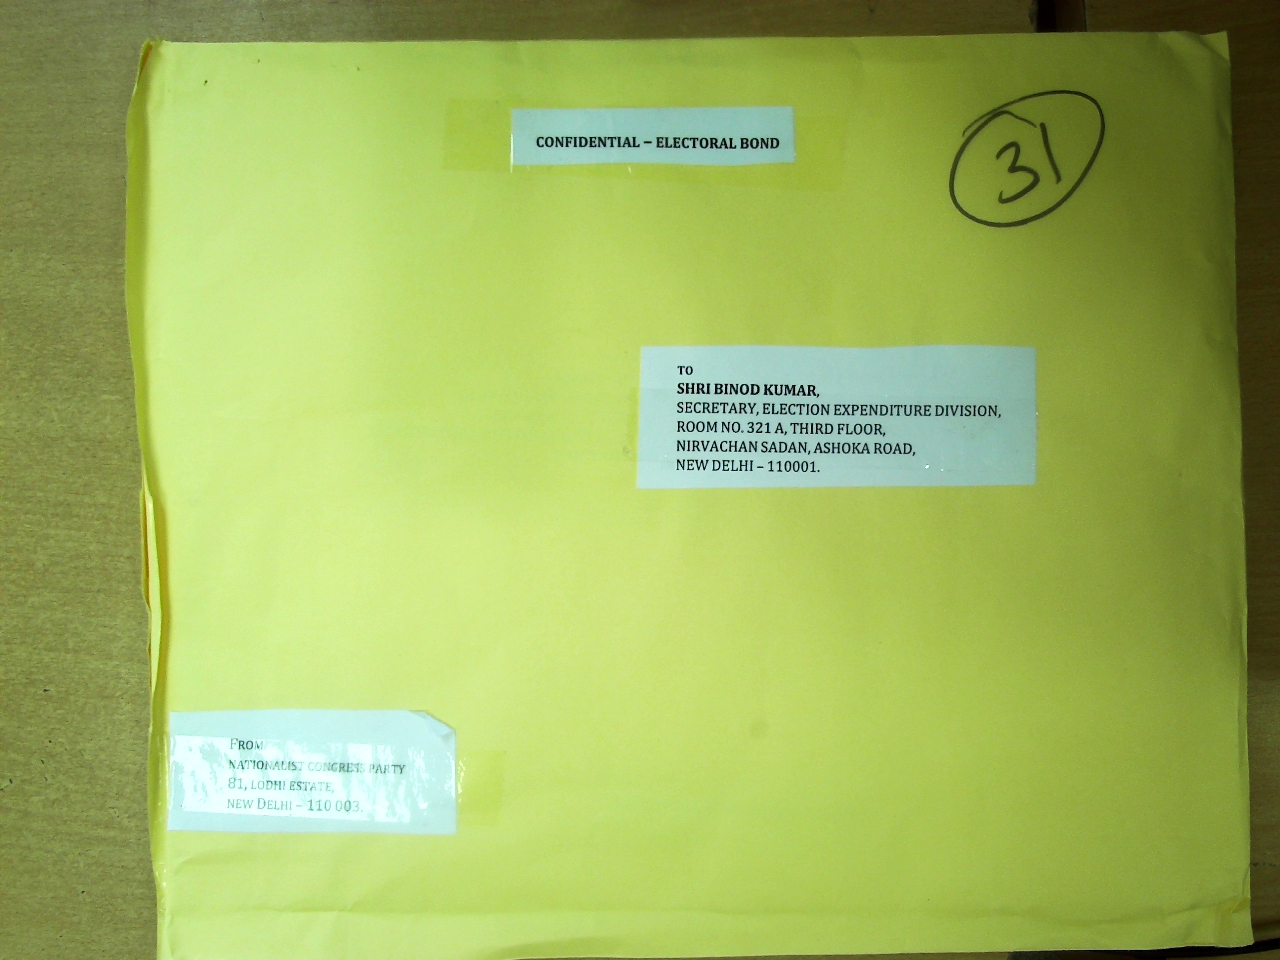 CONFIDENTIAL – ELECTORAL BOND
31
TO
SHRI BINOD KUMAR,
SECRETARY, ELECTION EXPENDITURE DIVISION,
ROOM NO. 321 A, THIRD FLOOR,
NIRVACHAN SADAN, ASHOKA ROAD,
NEW DELHI – 110001.
FROM
NATIONALIST CONGRESS PARTY
81, LODHI ESTATE,
NEW DELHI – 110 003.